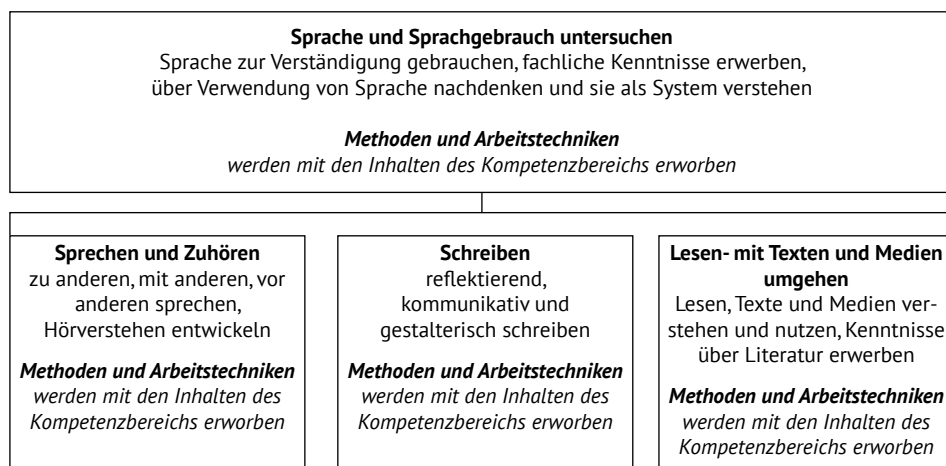 Sprache und Sprachgebrauch untersuchen
Sprache zur Verständigung gebrauchen, fachliche Kenntnisse erwerben,
über Verwendung von Sprache nachdenken und sie als System verstehen
Methoden und Arbeitstechniken
werden mit den Inhalten des Kompetenzbereichs erworben
Sprechen und Zuhören
zu anderen, mit anderen, vor
anderen sprechen,
Hörverstehen entwickeln
Methoden und Arbeitstechniken
werden mit den Inhalten des
Kompetenzbereichs erworben
Schreiben
reflektierend,
kommunikativ und
gestalterisch schreiben
Methoden und Arbeitstechniken
werden mit den Inhalten des
Kompetenzbereichs erworben
Lesen- mit Texten und Medien
umgehen
Lesen, Texte und Medien ver-
stehen und nutzen, Kenntnisse
über Literatur erwerben
Methoden und Arbeitstechniken
werden mit den Inhalten des
Kompetenzbereichs erworben